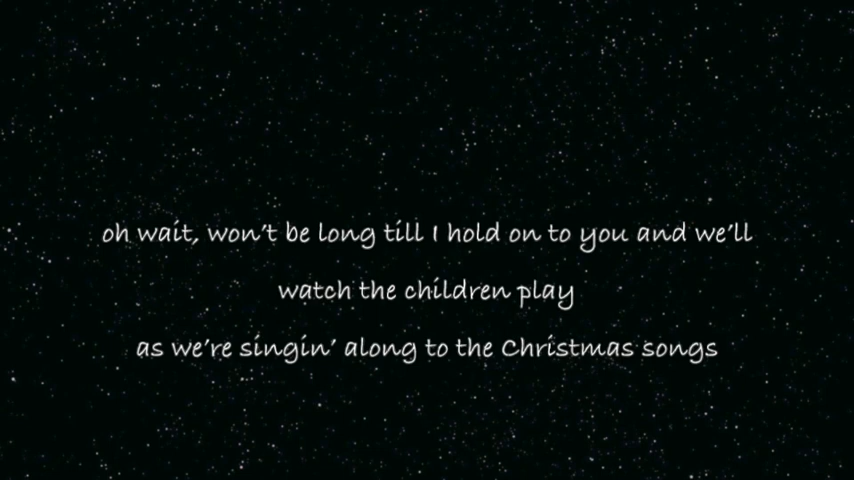 oh wait, won't be long till I hold on to you and we'll
watch the children play
as we're singin' along to the Christmas songs